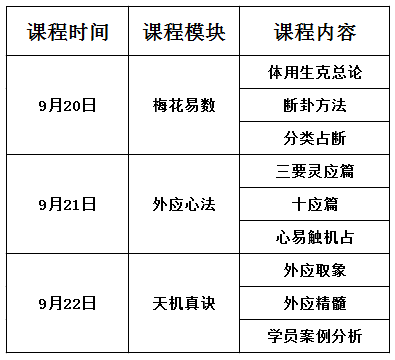 课程时间 课程模块 课程内容
9月20日 梅花易数 体用生克总论
断卦方法
分类占断
9月21日 外应心法 三要灵应篇
十应篇
心易触机占
9月22日 天机真诀 外应取象
外应精髓
学员案例分析